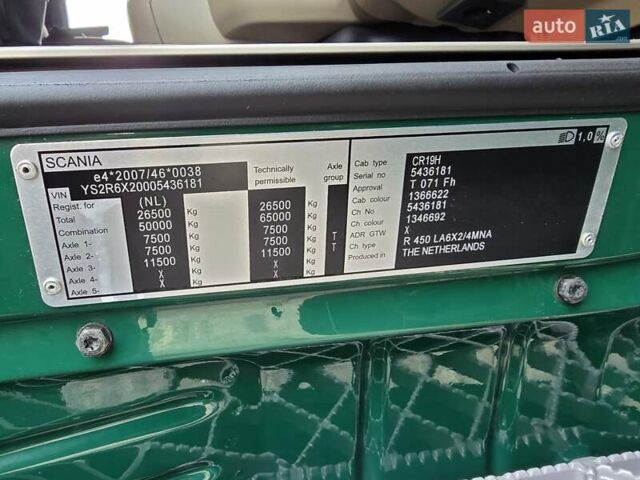 auto RIA .com
SCANIA
e4*2007/46*0038
VIN YS2R6X20005436181
Technically permissible
Axle group
Regist. for (NL)
Total 26500 Kg 26500 Kg
Combination 50000 Kg 65000 Kg
Axle 1- 7500 Kg 7500 Kg
Axle 2- 7500 Kg 7500 Kg T
Axle 3- 11500 Kg 11500 Kg T
Axle 4- X Kg X Kg
Axle 5- X Kg X Kg
Cab type CR19H
Serial no 5436181
Approval T 071 Fh
Cab colour 1366622
Ch No 5436181
Ch colour 1346692
ADR GTW X
Ch type R 450 LA6X2/4MNA
Produced in THE NETHERLANDS
1,0%